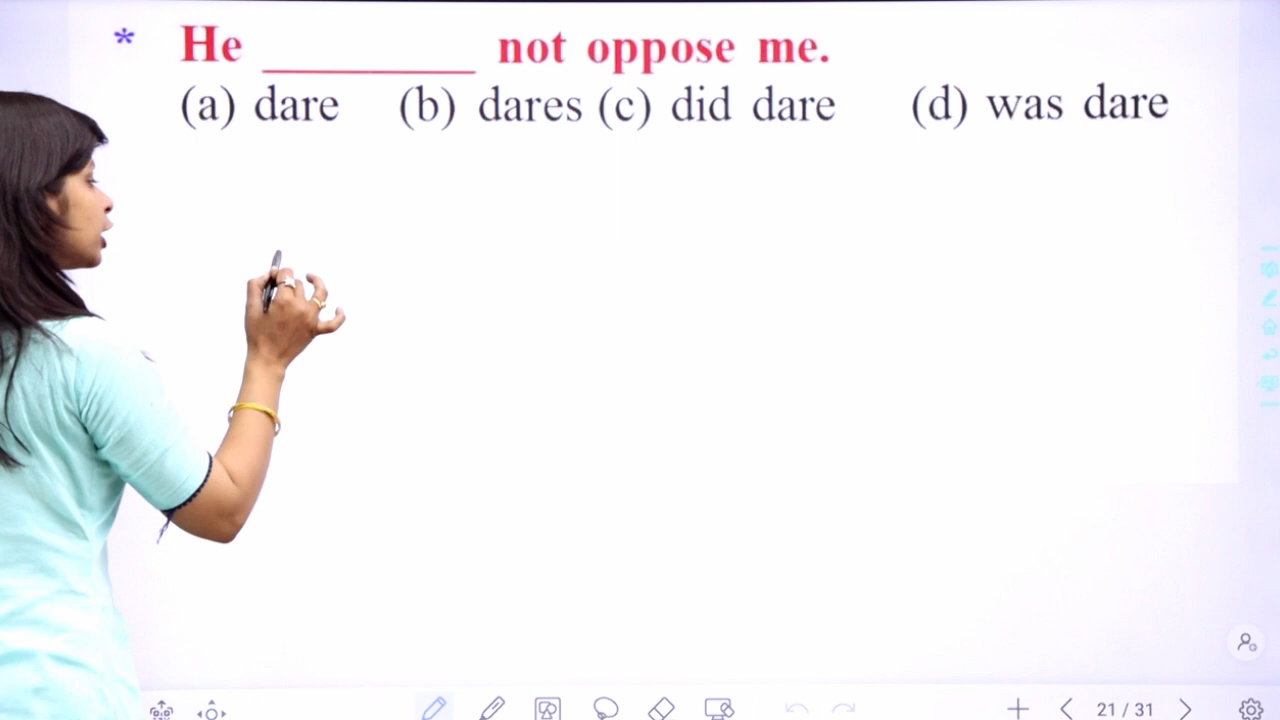 * He __________ not oppose me.
(a) dare (b) dares (c) did dare (d) was dare
21 / 31